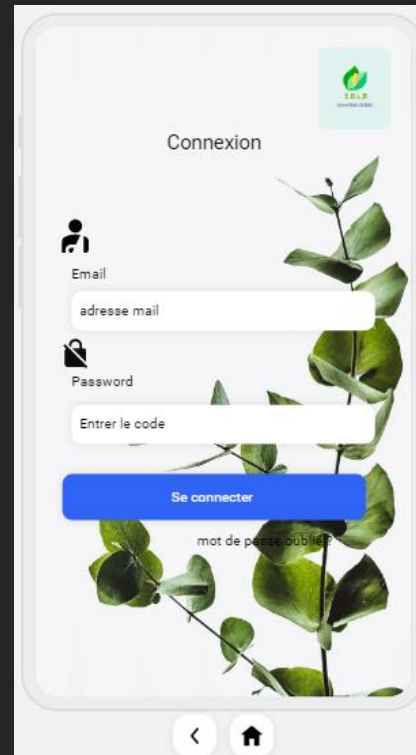 Connexion
Email
adresse mail
Password
Entrer le code
Se connecter
mot de passe oublié ?